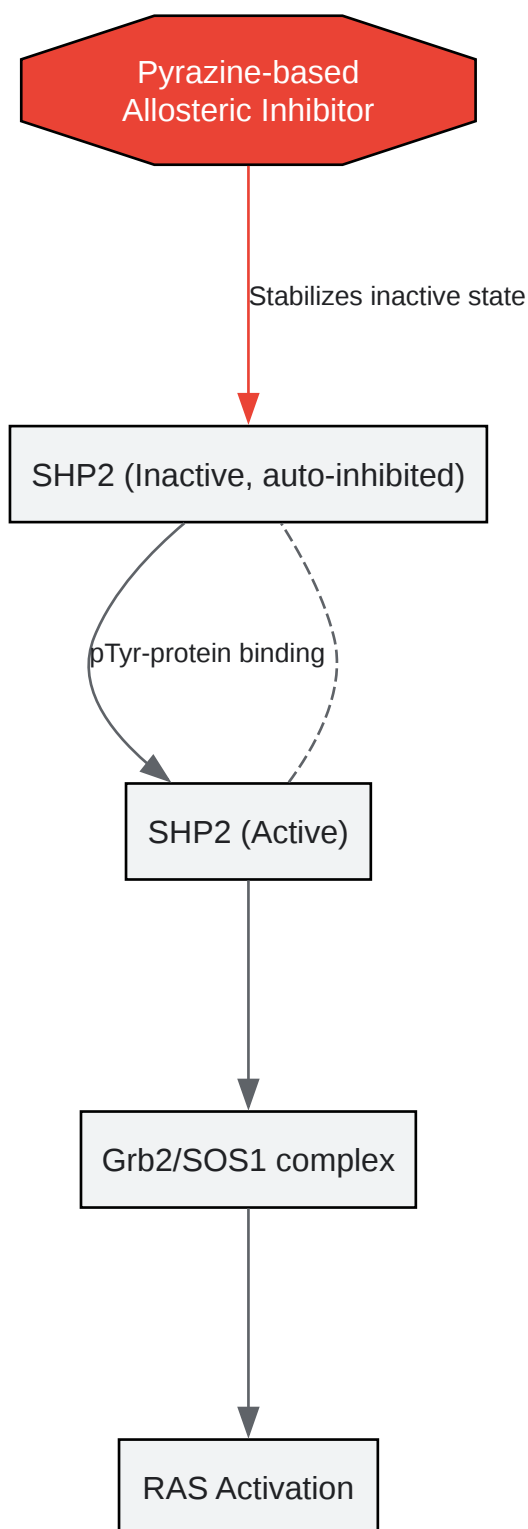 Pyrazine-based
Allosteric Inhibitor
Stabilizes inactive state
SHP2 (Inactive, auto-inhibited)
pTyr-protein binding
SHP2 (Active)
Grb2/SOS1 complex
RAS Activation